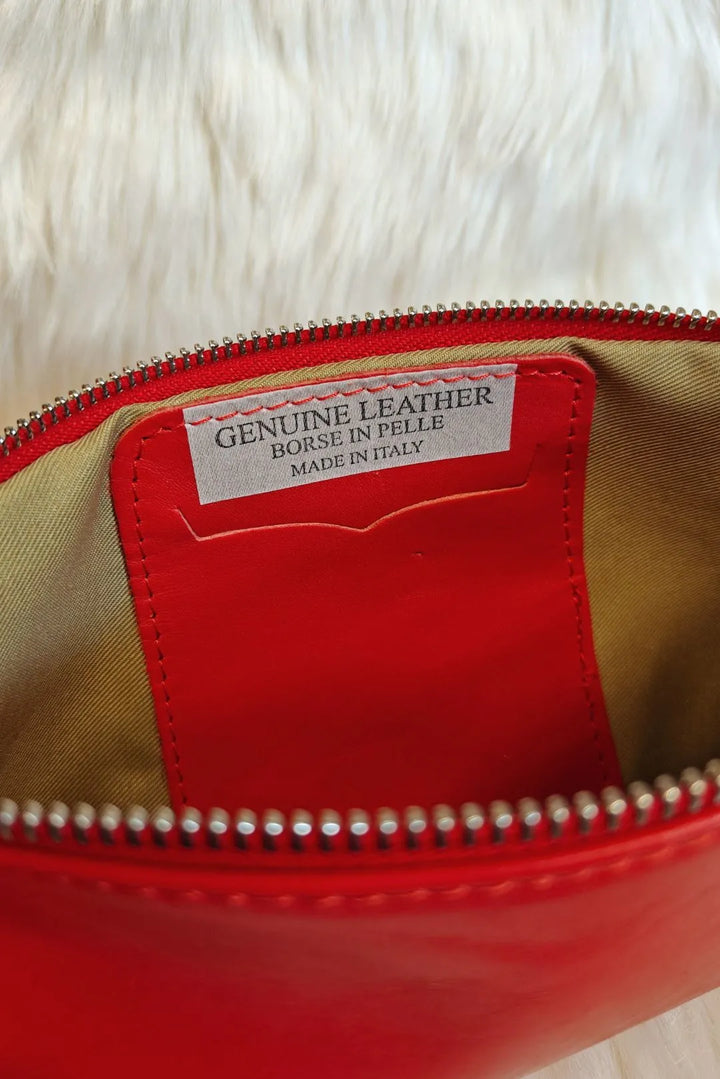 GENUINE LEATHER
BORSE IN PELLE
MADE IN ITALY